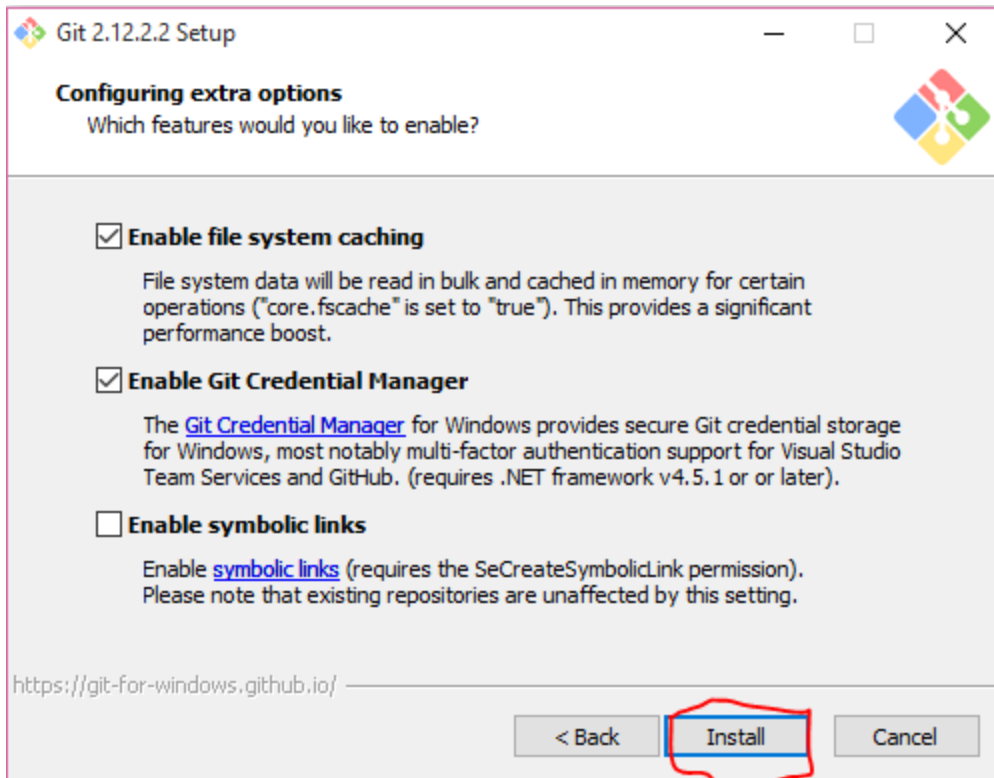 Git 2.12.2.2 Setup
Configuring extra options
Which features would you like to enable?
Enable file system caching
File system data will be read in bulk and cached in memory for certain
operations ("core.fscache" is set to "true"). This provides a significant
performance boost.
Enable Git Credential Manager
The Git Credential Manager for Windows provides secure Git credential storage
for Windows, most notably multi-factor authentication support for Visual Studio
Team Services and GitHub. (requires .NET framework v4.5.1 or or later).
Enable symbolic links
Enable symbolic links (requires the SeCreateSymbolicLink permission).
Please note that existing repositories are unaffected by this setting.
https://git-for-windows.github.io/
< Back Install Cancel